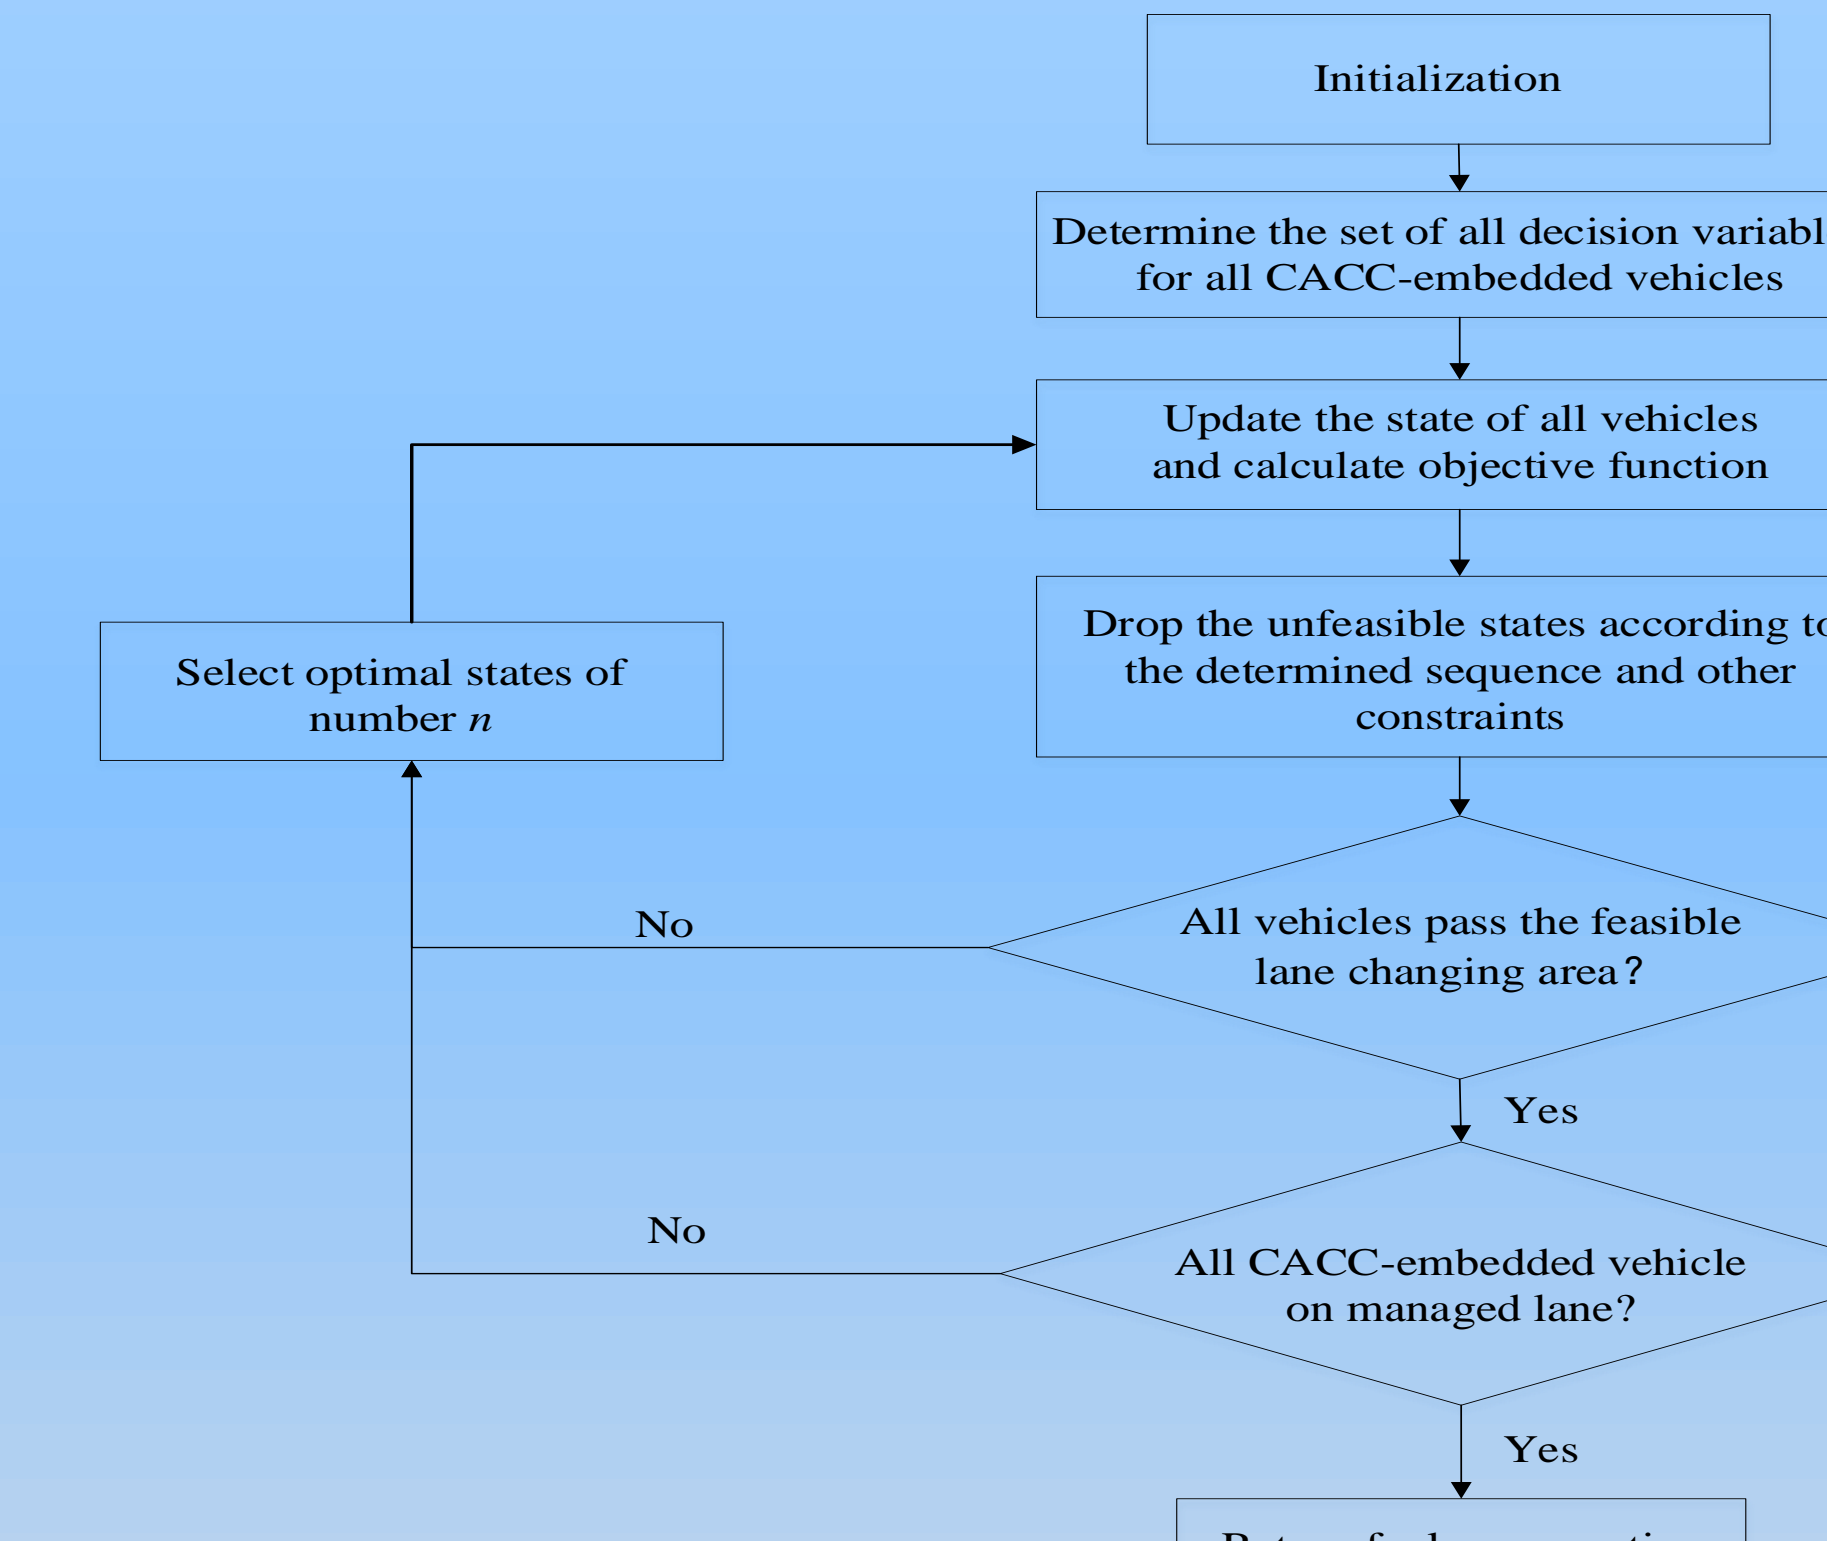 Initialization
Determine the set of all decision
for all CACC-embedded vehicles
Update the state of all vehicles
and calculate objective function
Drop the unfeasible states according to
the determined sequence and other
constraints
Select optimal states of
number n
All vehicles pass the feasible
lane changing area?
No
Yes
All CACC-embedded vehicle
on managed lane?
No
Yes